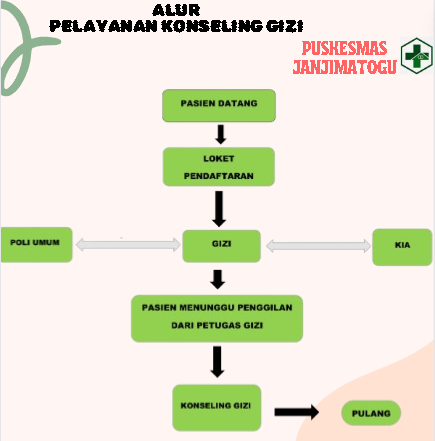 ALUR
PELAYANAN KONSELING GIZI
PUSKESMAS
JANJIMATOGU
PASIEN DATANG
LOKET
PENDAFTARAN
POLI UMUM
GIZI
KIA
PASIEN MENUNGU PENGGILAN
DARI PETUGAS GIZI
KONSELING GIZI
PULANG